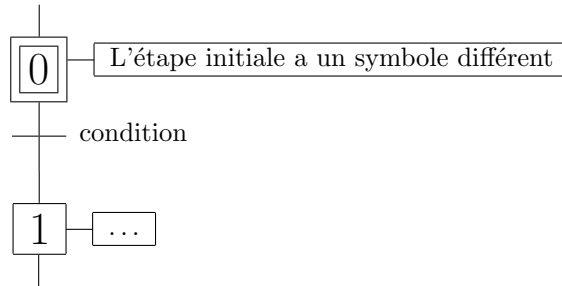 0 L'étape initiale a un symbole différent
condition
1 ...